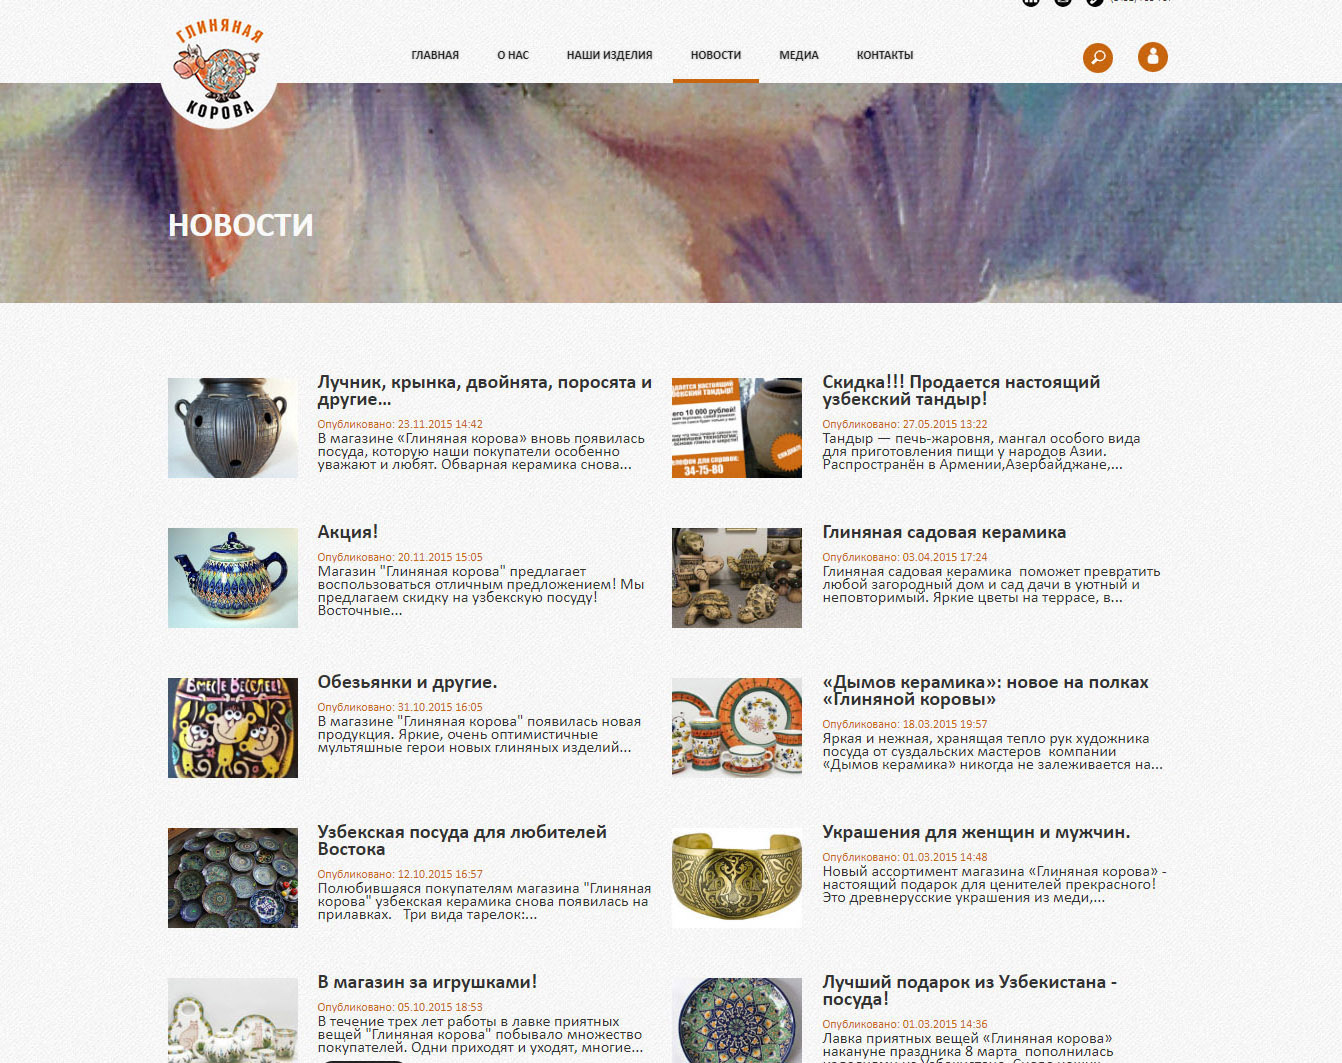 ГЛИНЯНАЯ
КОРОВА
ГЛАВНАЯ
О НАС
НАШИ ИЗДЕЛИЯ
НОВОСТИ
МЕДИА
КОНТАКТЫ
НОВОСТИ
Лучник, крынка, двойнята, поросята и
другие...
Опубликовано: 23.11.2015 14:42
В магазине «Глиняная корова» вновь появилась
посуда, которую наши покупатели особенно
уважают и любят. Обварная керамика снова...
узбекский тандыр!
10 000 рублей!
34-75-80
Скидка!!! Продается настоящий
узбекский тандыр!
Опубликовано: 27.05.2015 13:22
Тандыр — печь-жаровня, мангал особого вида
для приготовления пищи у народов Азии.
Распространён в Армении,Азербайджане,...
Акция!
Опубликовано: 20.11.2015 15:05
Магазин "Глиняная корова" предлагает
воспользоваться отличным предложением! Мы
предлагаем скидку на узбекскую посуду!
Восточные...
Глиняная садовая керамика
Опубликовано: 03.04.2015 17:24
Глиняная садовая керамика поможет превратить
любой загородный дом и сад дачи в уютный и
неповторимый. Яркие цветы на террасе, в...
ВМЕСТЕ ВЕСЕЛЕЕ!
Обезьянки и другие.
Опубликовано: 31.10.2015 16:05
В магазине "Глиняная корова" появилась новая
продукция. Яркие, очень оптимистичные
мультяшные герои новых глиняных изделий...
«Дымов керамика»: новое на полках
«Глиняной коровы»
Опубликовано: 18.03.2015 19:57
Яркая и нежная, хранящая тепло рук художника
посуда от суздальских мастеров компании
«Дымов керамика» никогда не залеживается на...
Узбекская посуда для любителей
Востока
Опубликовано: 12.10.2015 16:57
Полюбившаяся покупателям магазина "Глиняная
корова" узбекская керамика снова появилась на
прилавках. Три вида тарелок:...
Украшения для женщин и мужчин.
Опубликовано: 01.03.2015 14:48
Новый ассортимент магазина «Глиняная корова» -
настоящий подарок для ценителей прекрасного!
Это древнерусские украшения из меди,...
В магазин за игрушками!
Опубликовано: 05.10.2015 18:53
В течение трех лет работы в лавке приятных
вещей "Глиняная корова" побывало множество
покупателей. Одни приходят и уходят, многие...
Лучший подарок из Узбекистана -
посуда!
Опубликовано: 01.03.2015 14:36
Лавка приятных вещей «Глиняная корова»
накануне праздника 8 марта пополнилась